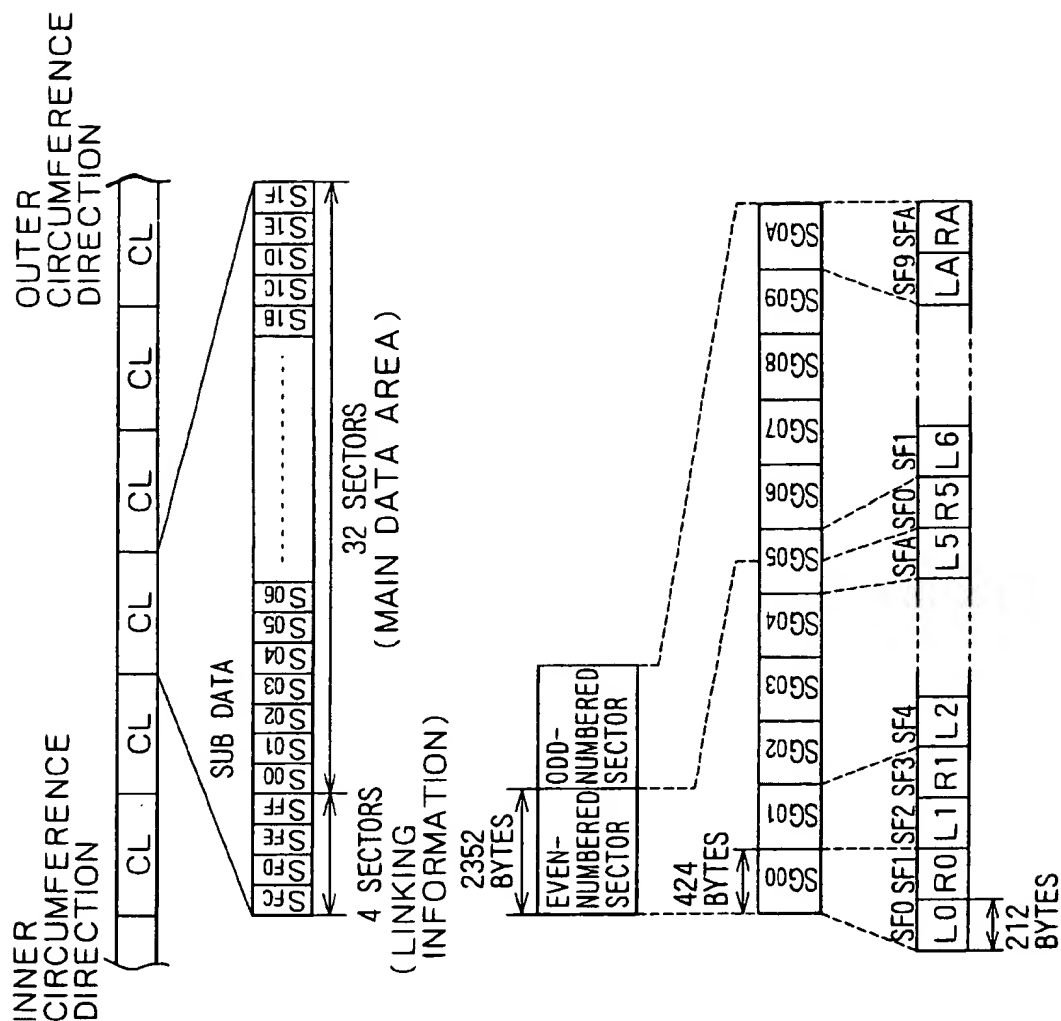 INNER
CIRCUMFERENCE
DIRECTION
OUTER
CIRCUMFERENCE
DIRECTION
CL CL CL CL CL CL
SUB DATA
SFC SFD SFE SFF S00 S01 S02 S03 S04 S05 S06 S1B S1C S1D S1E S1F
4 SECTORS
(LINKING
INFORMATION)
32 SECTORS
(MAIN DATA AREA)
2352
BYTES
EVEN-
NUMBERED
SECTOR
ODD-
NUMBERED
SECTOR
424
BYTES
SG00 SG01 SG02 SG03 SG04 SG05 SG06 SG07 SG08 SG09 SG0A
SF0 SF1 SF2 SF3 SF4 SFA SF0 SF1 SF9 SFA
L0 R0 L1 R1 L2 L5 R5 L6 LA RA
212
BYTES